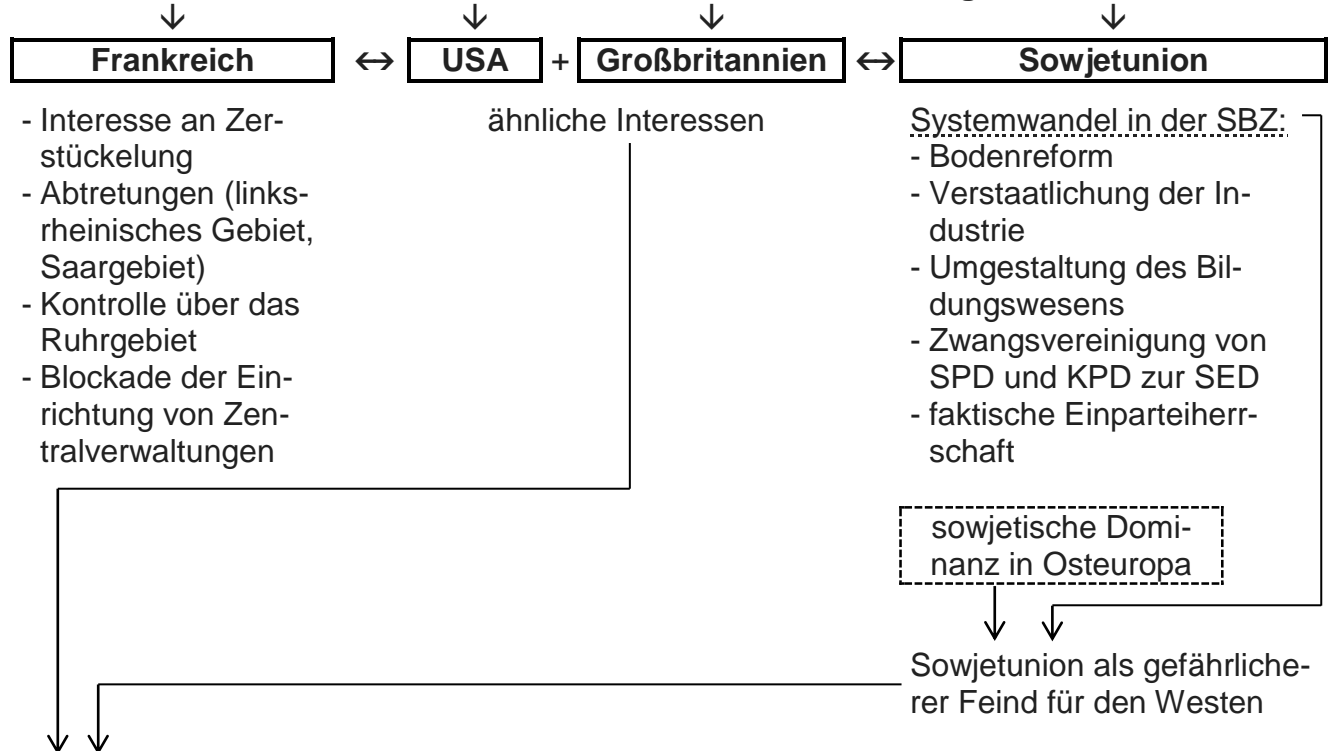 Frankreich ↔ USA + Großbritannien ↔ Sowjetunion
- Interesse an Zer-
stückelung
- Abtretungen (links-
rheinisches Gebiet,
Saargebiet)
- Kontrolle über das
Ruhrgebiet
- Blockade der Ein-
richtung von Zen-
tralverwaltungen
ähnliche Interessen
Systemwandel in der SBZ:
- Bodenreform
- Verstaatlichung der In-
dustrie
- Umgestaltung des Bil-
dungswesens
- Zwangsvereinigung von
SPD und KPD zur SED
- faktische Einparteiherr-
schaft
sowjetische Domi-
nanz in Osteuropa
Sowjetunion als gefährliche-
rer Feind für den Westen